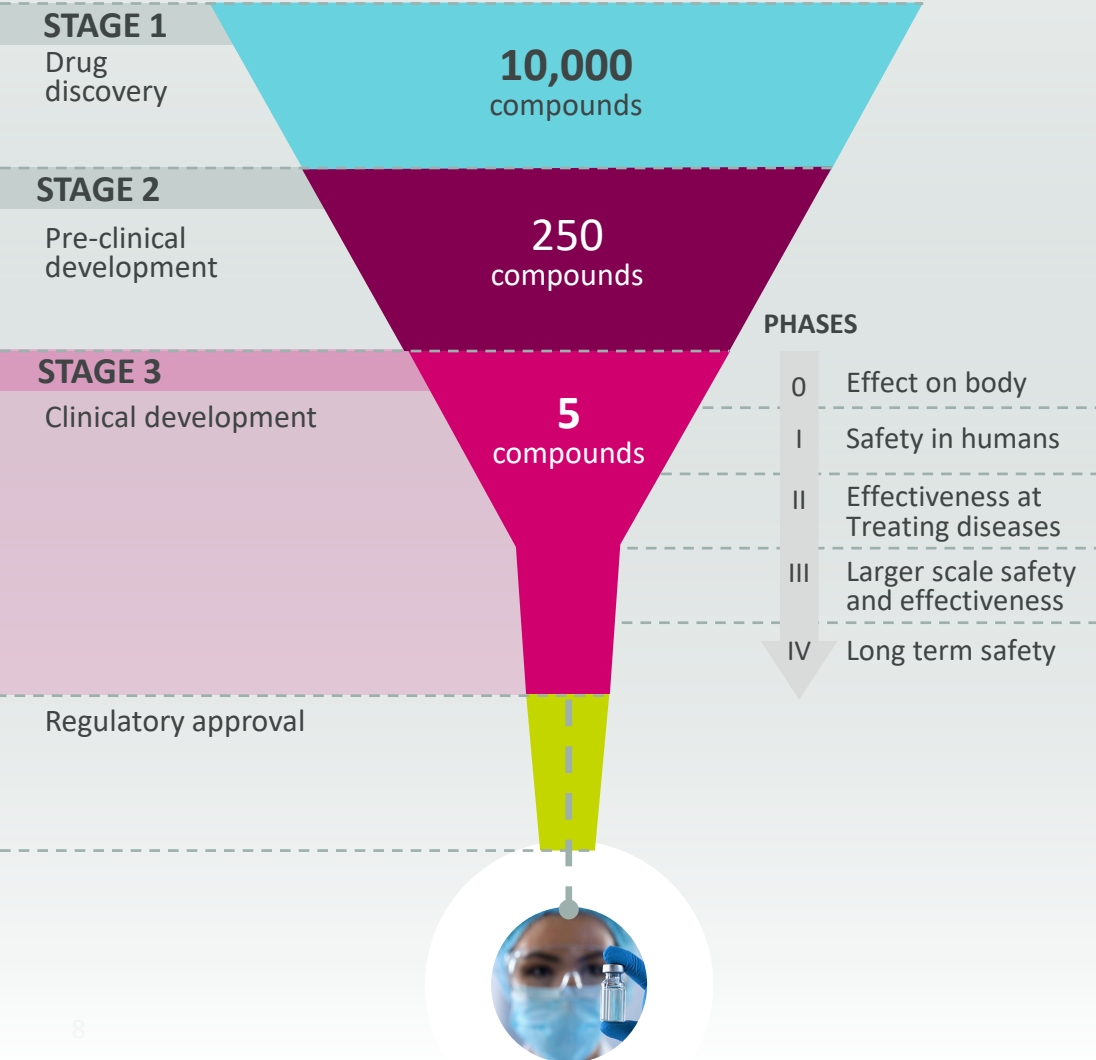 STAGE 1
Drug
discovery
10,000
compounds
STAGE 2
Pre-clinical
development
250
compounds
STAGE 3
Clinical development
5
compounds
PHASES
0 Effect on body
I Safety in humans
II Effectiveness at
Treating diseases
III Larger scale safety
and effectiveness
IV Long term safety
Regulatory approval
8